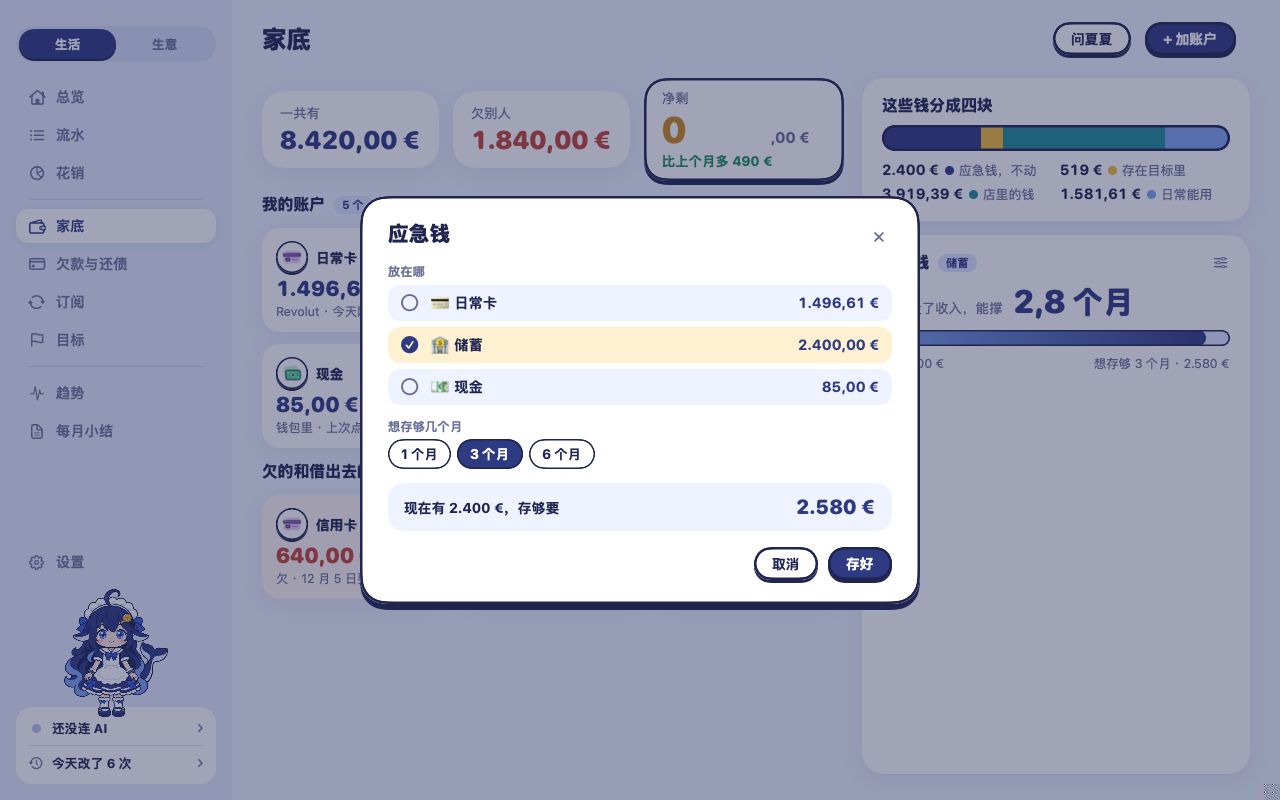 生活
生意
总览
流水
花销
家底
欠款与还债
订阅
目标
趋势
每月小结
设置
还没连 AI
今天改了 6 次
家底
问夏夏
+ 加账户
一共有
8.420,00 €
欠别人
1.840,00 €
净剩
0 ,00 €
比上个月多 490 €
我的账户 5 个
日常卡
1.496,6
Revolut · 今天
现金
85,00 €
钱包里 · 上次点
欠的和借出去
信用卡
640,00
欠 · 12 月 5 日
这些钱分成四块
2.400 € 应急钱，不动
519 € 存在目标里
3.919,39 € 店里的钱
1.581,61 € 日常能用
钱 储蓄
了收入，能撑 2,8 个月
00 €
想存够 3 个月 · 2.580 €
应急钱
×
放在哪
日常卡 1.496,61 €
储蓄 2.400,00 €
现金 85,00 €
想存够几个月
1 个月
3 个月
6 个月
现在有 2.400 €，存够要 2.580 €
取消
存好